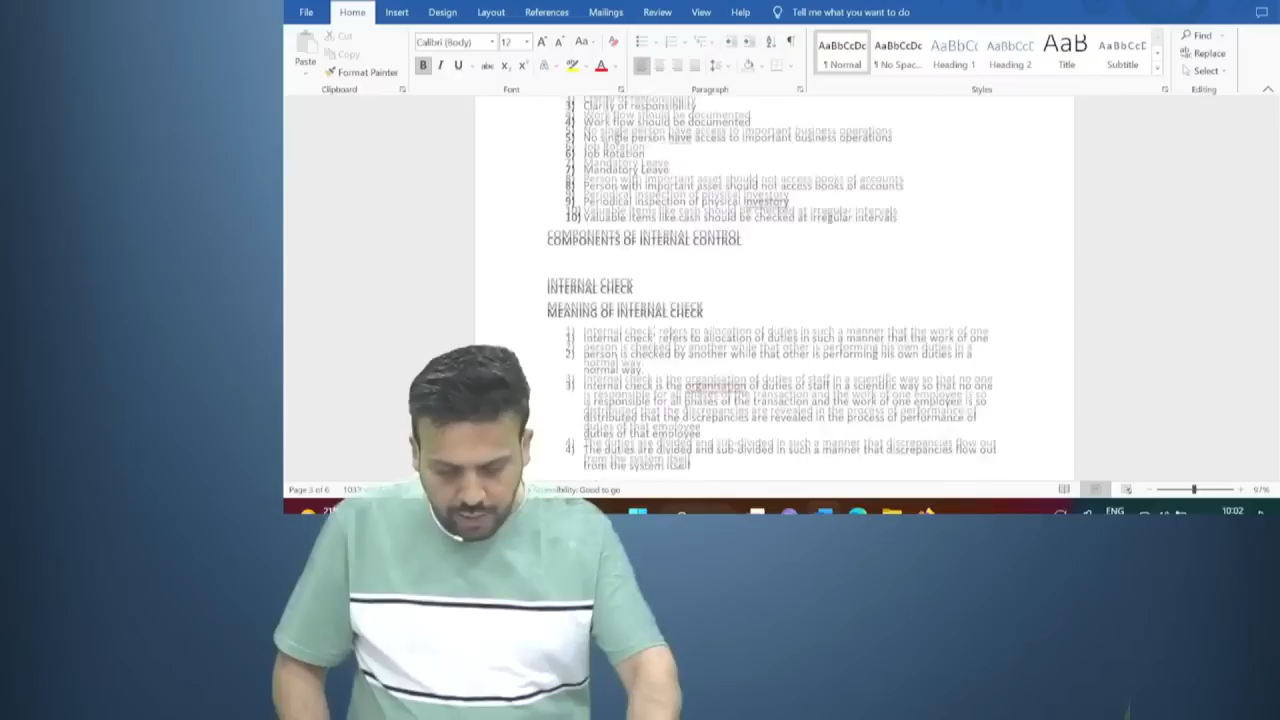 File Home Insert Design Layout References Mailings Review View Help Tell me what you want to do
Cut
Copy
Paste
Format Painter
Clipboard
Calibri (Body) 12
Font
Paragraph
AaBbCcDc AaBbCcDc AaBbCc AaBbCcD AaB AaBbCcD
¶ Normal ¶ No Spac... Heading 1 Heading 2 Title Subtitle
Styles
Find
Replace
Select
Editing
3) Clarity of responsibility
4) Work flow should be documented
5) No single person have access to important business operations
6) Job Rotation
7) Mandatory Leave
8) Person with important asset should not access books of accounts
9) Periodical inspection of physical investory
10) Valuable items like cash should be checked at irregular intervals
COMPONENTS OF INTERNAL CONTROL
INTERNAL CHECK
MEANING OF INTERNAL CHECK
1) Internal check' refers to allocation of duties in such a manner that the work of one
2) person is checked by another while that other is performing his own duties in a
normal way.
3) Internal check is the organisation of duties of staff in a scientific way so that no one
is responsible for all phases of the transaction and the work of one employee is so
distributed that the discrepancies are revealed in the process of performance of
duties of that employee
4) The duties are divided and sub-divided in such a manner that discrepancies flow out
from the system itself
Page 3 of 6 Good to go 97%
ENG 10:02